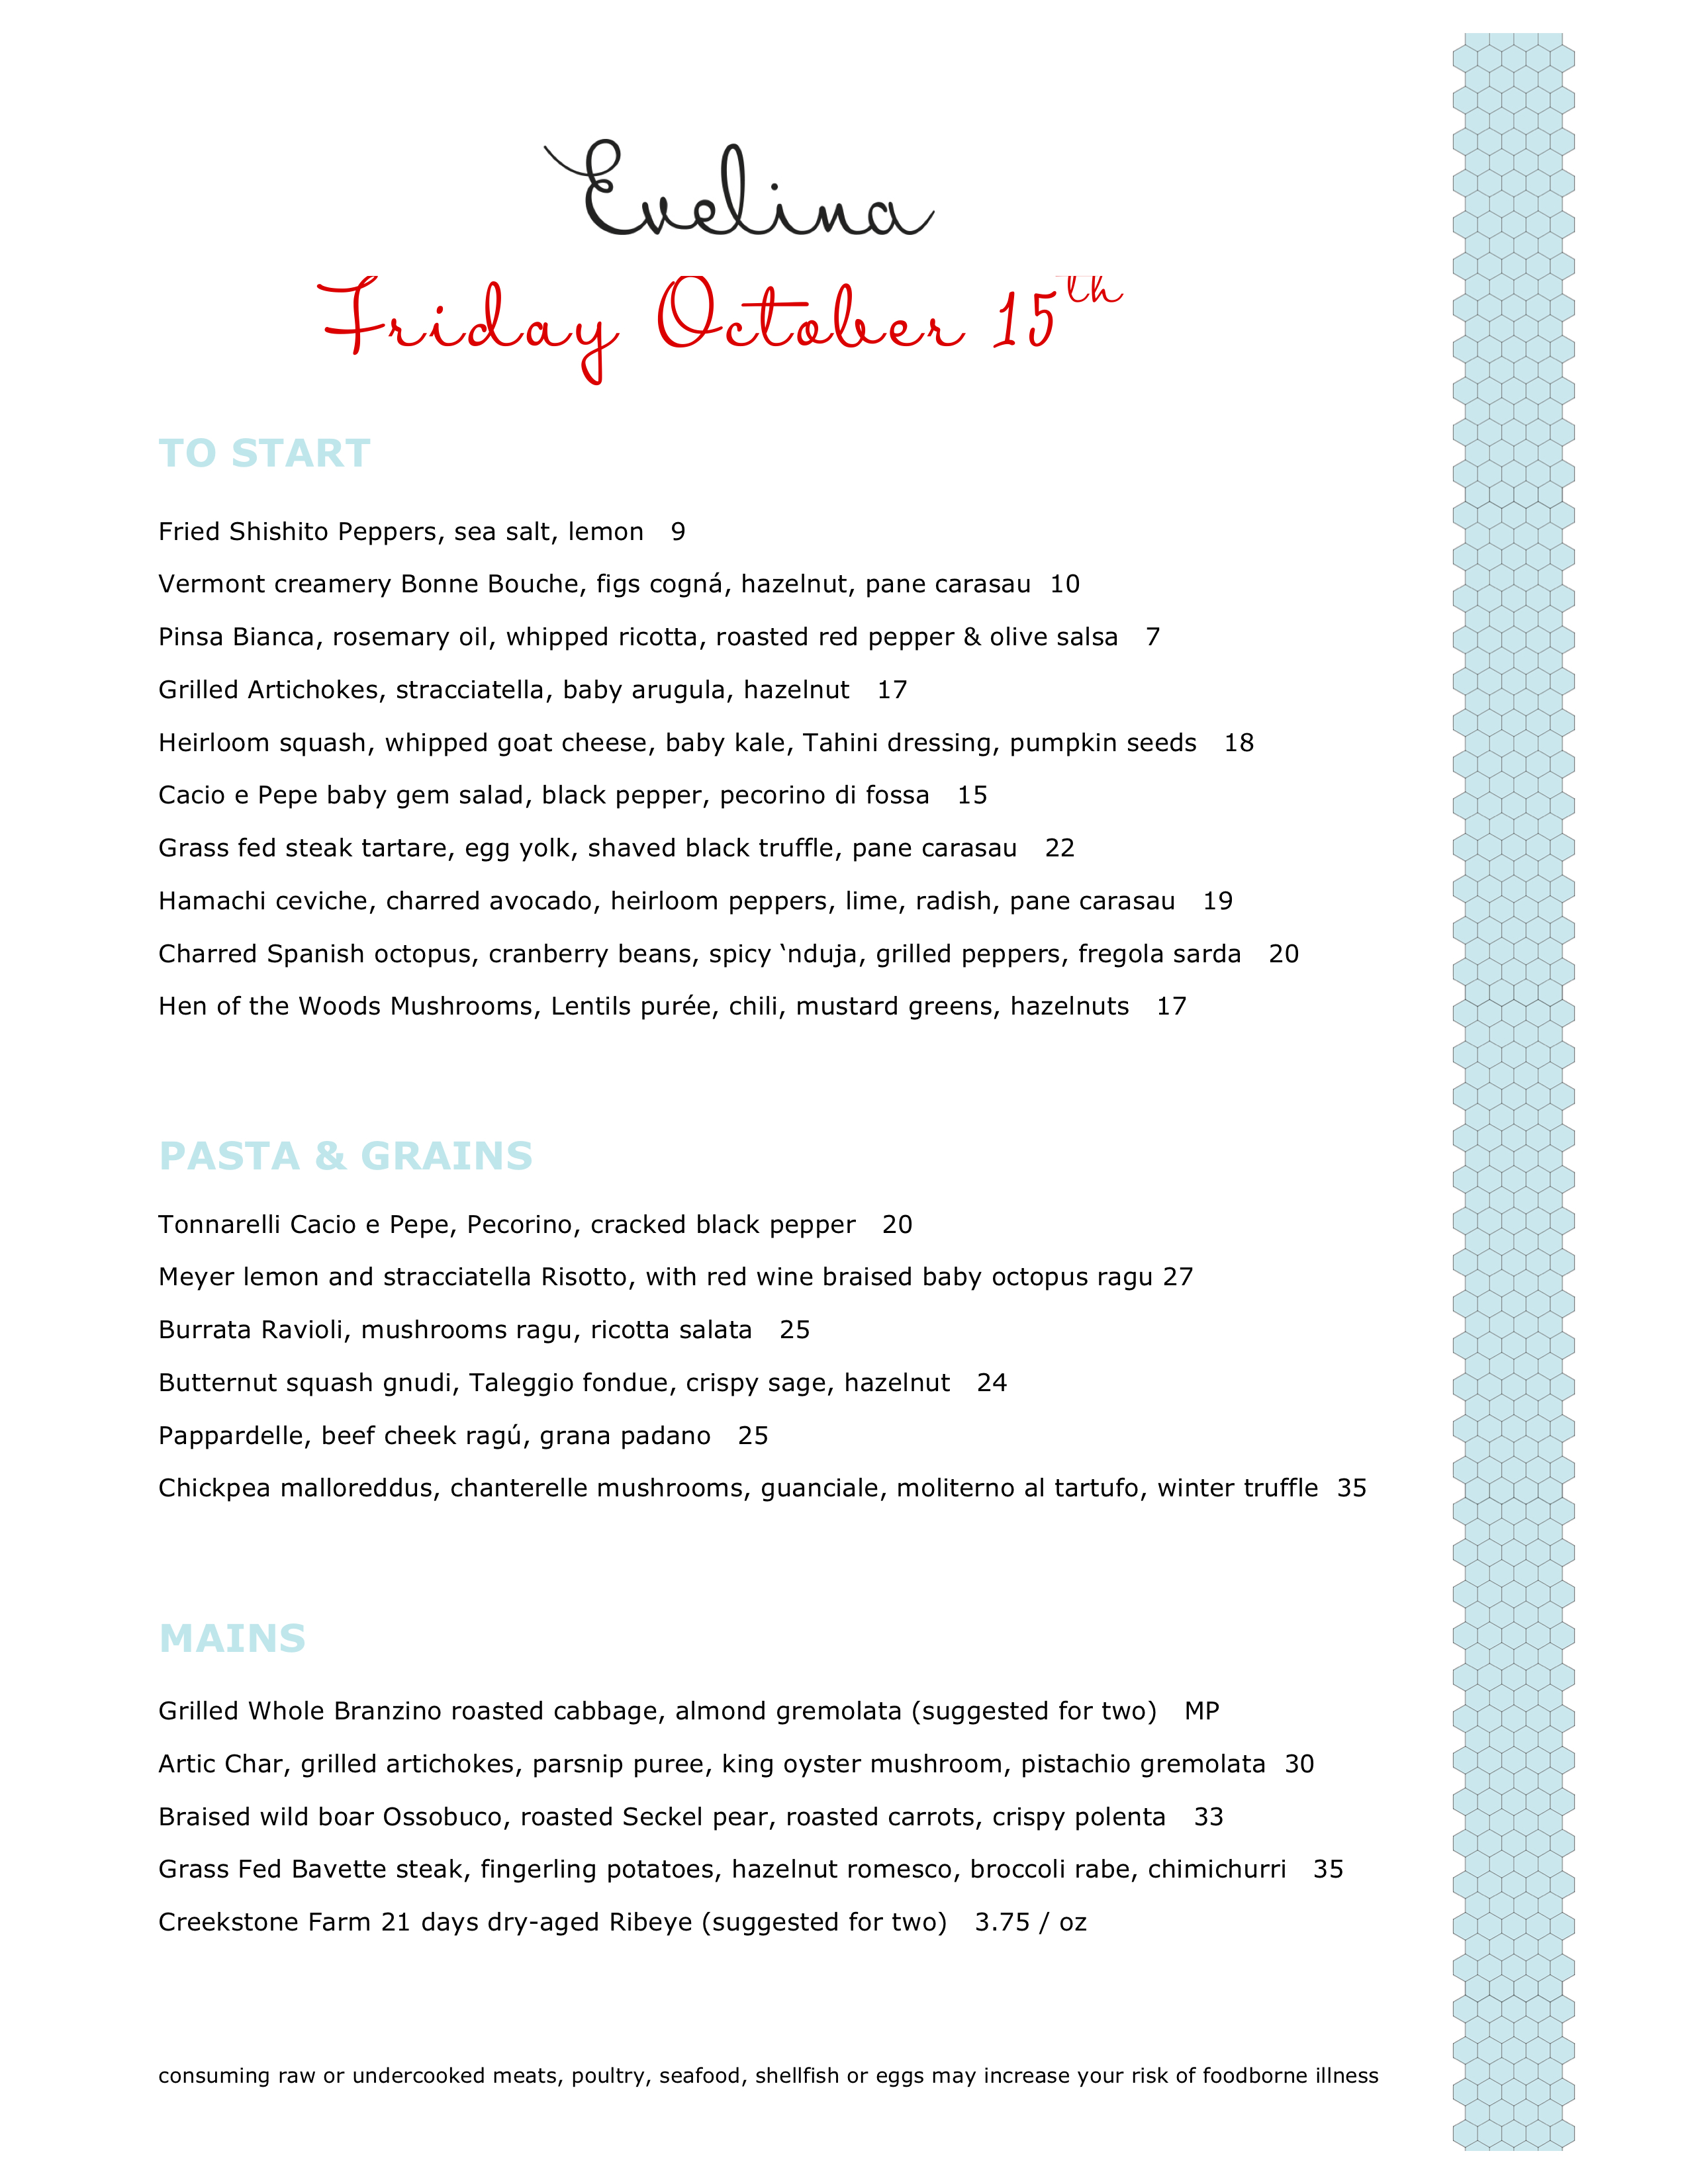 Evelina
Friday October 15th
TO START
Fried Shishito Peppers, sea salt, lemon 9
Vermont creamery Bonne Bouche, figs cogná, hazelnut, pane carasau 10
Pinsa Bianca, rosemary oil, whipped ricotta, roasted red pepper & olive salsa 7
Grilled Artichokes, stracciatella, baby arugula, hazelnut 17
Heirloom squash, whipped goat cheese, baby kale, Tahini dressing, pumpkin seeds 18
Cacio e Pepe baby gem salad, black pepper, pecorino di fossa 15
Grass fed steak tartare, egg yolk, shaved black truffle, pane carasau 22
Hamachi ceviche, charred avocado, heirloom peppers, lime, radish, pane carasau 19
Charred Spanish octopus, cranberry beans, spicy ‘nduja, grilled peppers, fregola sarda 20
Hen of the Woods Mushrooms, Lentils purée, chili, mustard greens, hazelnuts 17
PASTA & GRAINS
Tonnarelli Cacio e Pepe, Pecorino, cracked black pepper 20
Meyer lemon and stracciatella Risotto, with red wine braised baby octopus ragu 27
Burrata Ravioli, mushrooms ragu, ricotta salata 25
Butternut squash gnudi, Taleggio fondue, crispy sage, hazelnut 24
Pappardelle, beef cheek ragú, grana padano 25
Chickpea malloreddus, chanterelle mushrooms, guanciale, moliterno al tartufo, winter truffle 35
MAINS
Grilled Whole Branzino roasted cabbage, almond gremolata (suggested for two) MP
Artic Char, grilled artichokes, parsnip puree, king oyster mushroom, pistachio gremolata 30
Braised wild boar Ossobuco, roasted Seckel pear, roasted carrots, crispy polenta 33
Grass Fed Bavette steak, fingerling potatoes, hazelnut romesco, broccoli rabe, chimichurri 35
Creekstone Farm 21 days dry-aged Ribeye (suggested for two) 3.75 / oz
consuming raw or undercooked meats, poultry, seafood, shellfish or eggs may increase your risk of foodborne illness